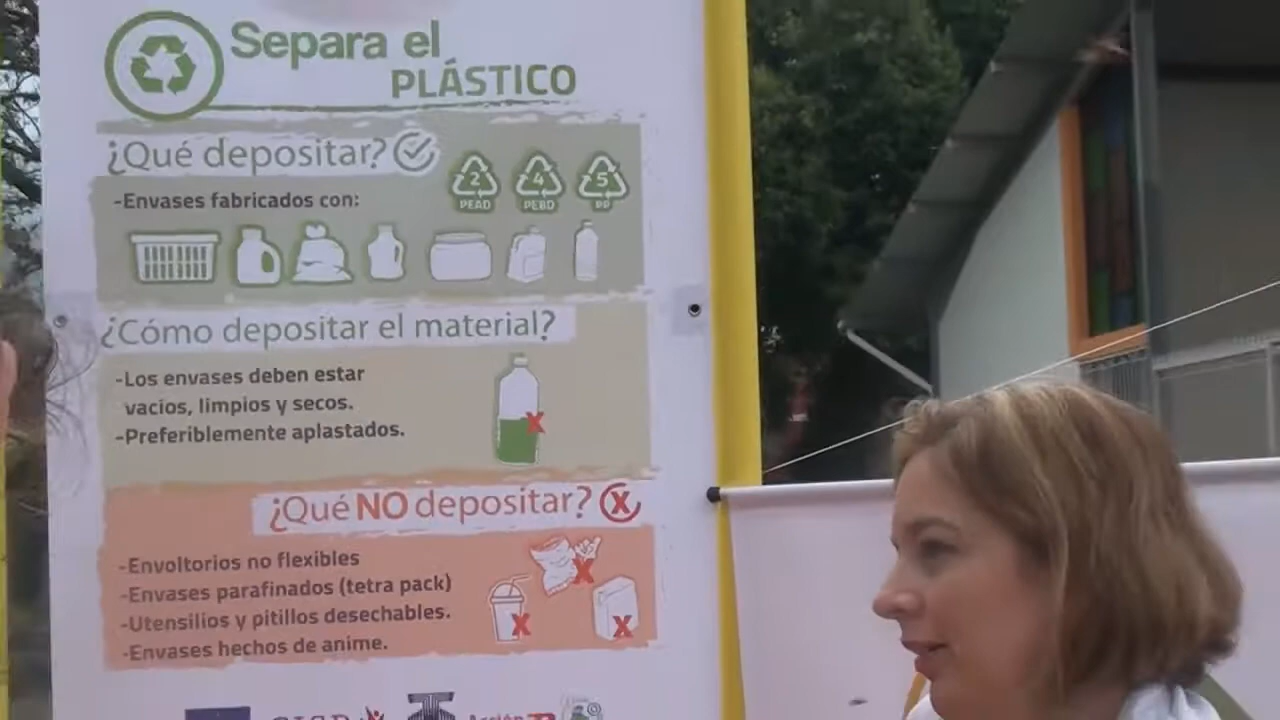 Separa el
PLÁSTICO
¿Qué depositar?
2 4 5
PEAD PEBD PP
-Envases fabricados con:
¿Cómo depositar el material?
-Los envases deben estar
vacíos, limpios y secos.
-Preferiblemente aplastados.
¿Qué NO depositar? X
-Envoltorios no flexibles
-Envases parafinados (tetra pack)
-Utensilios y pitillos desechables.
-Envases hechos de anime.